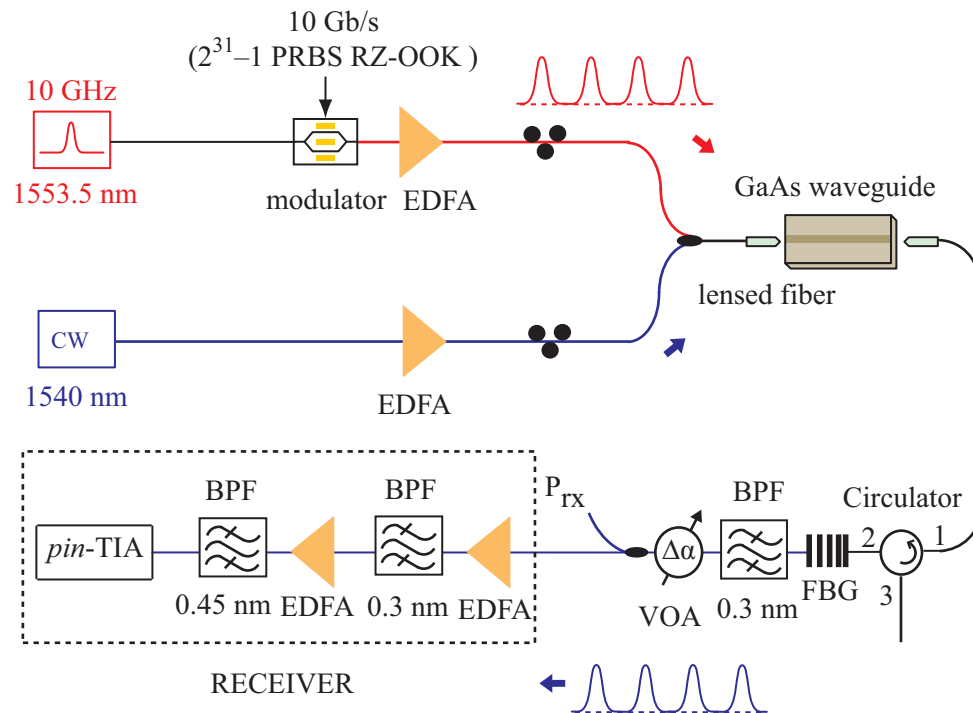 10 Gb/s
(2^31–1 PRBS RZ-OOK )
10 GHz
1553.5 nm
modulator
EDFA
GaAs waveguide
lensed fiber
CW
1540 nm
EDFA
BPF
BPF
P_rx
BPF
Circulator
pin-TIA
Δα
2
1
3
0.45 nm
EDFA
0.3 nm
EDFA
VOA
0.3 nm
FBG
RECEIVER